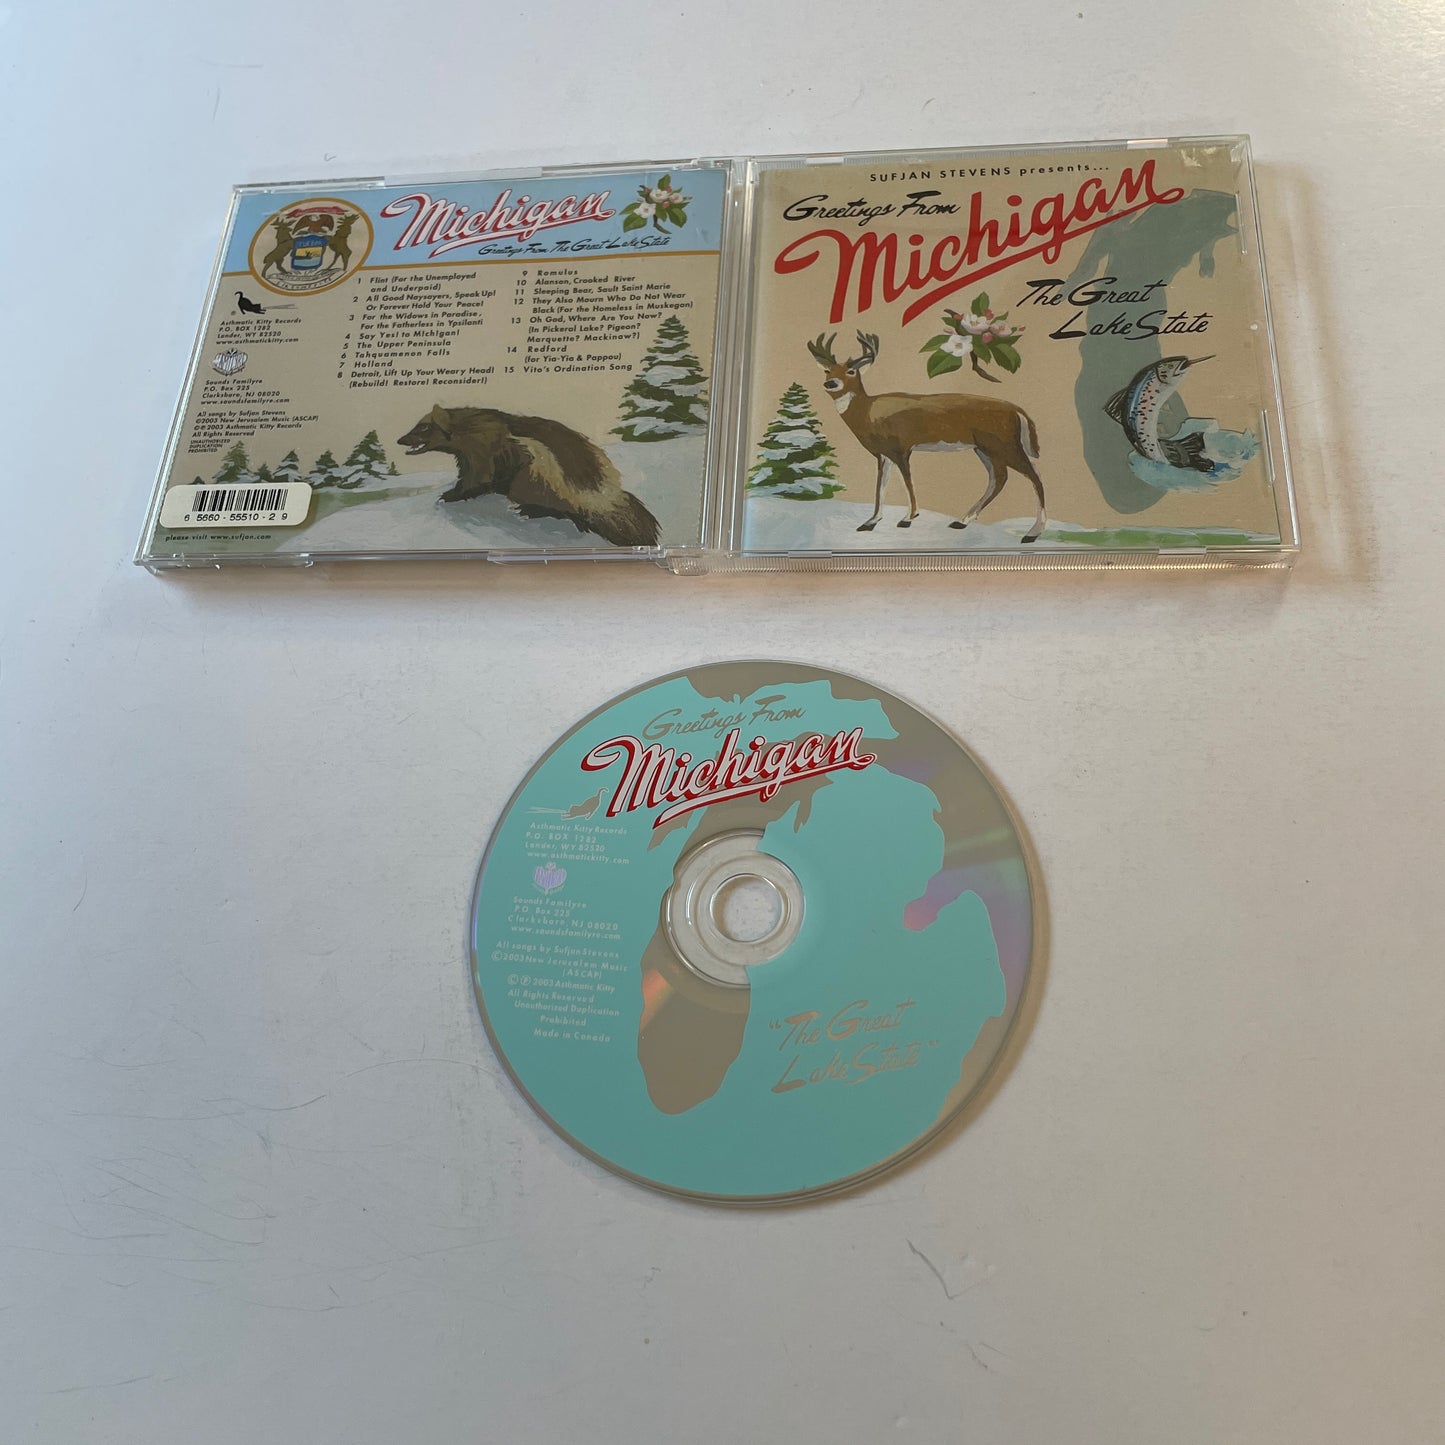 Michigan
Greetings From The Great Lake State
1 Flint (For the Unemployed
and Underpaid)
2 All Good Naysayers, Speak Up!
Or Forever Hold Your Peace!
3 For the Widows in Paradise,
For the Fatherless in Ypsilanti
4 Say Yes! to M!ch!gan!
5 The Upper Peninsula
6 Tahquamenon Falls
7 Holland
8 Detroit, Lift Up Your Weary Head!
(Rebuild! Restore! Reconsider!)
9 Romulus
10 Alanson, Crooked River
11 Sleeping Bear, Sault Saint Marie
12 They Also Mourn Who Do Not Wear
Black (For the Homeless in Muskegon)
13 Oh God, Where Are You Now?
(In Pickeral Lake? Pigeon?
Marquette? Mackinaw?)
14 Redford
(for Yia-Yia & Pappou)
15 Vito's Ordination Song
Asthmatic Kitty Records
P.O. BOX 1282
Lander, WY 82520
www.asthmatickitty.com
Sounds Familyre
P.O. Box 225
Clarksboro, NJ 08020
www.soundsfamilyre.com
All songs by Sufjan Stevens
©2003 New Jerusalem Music (ASCAP)
©℗ 2003 Asthmatic Kitty Records
All Rights Reserved
UNAUTHORIZED
DUPLICATION
PROHIBITED
6 5660-55510-2 9
please visit www.sufjan.com
SUFJAN STEVENS presents...
Greetings From
Michigan
The Great
Lake State
Greetings From
Michigan
Asthmatic Kitty Records
P.O. BOX 1282
Lander, WY 82520
www.asthmatickitty.com
Sounds Familyre
P.O. Box 225
Clarksboro, NJ 08020
www.soundsfamilyre.com
All songs by Sufjan Stevens
©2003 New Jerusalem Music
(ASCAP)
©℗2003 Asthmatic Kitty
All Rights Reserved
Unauthorized Duplication
Prohibited
Made in Canada
"The Great
Lake State"